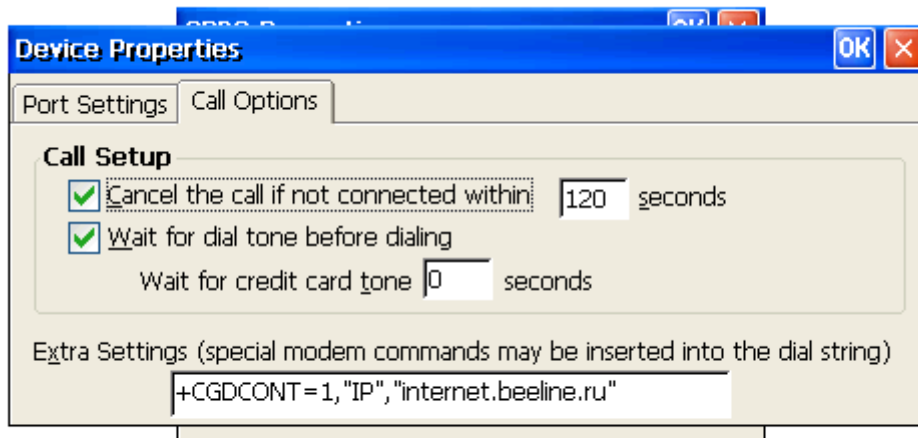 OK
Device Properties OK
Port Settings Call Options
Call Setup
Cancel the call if not connected within 120 seconds
Wait for dial tone before dialing
Wait for credit card tone 0 seconds
Extra Settings (special modem commands may be inserted into the dial string)
+CGDCONT=1,"IP","internet.beeline.ru"